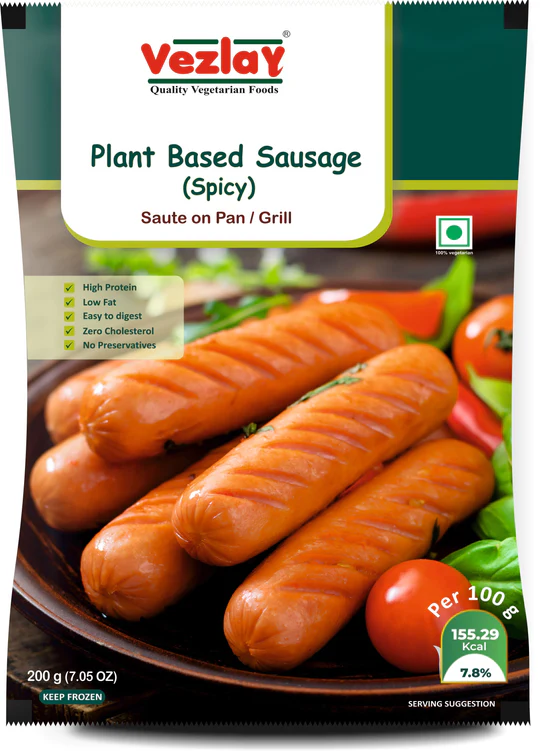 Vezlay®
Quality Vegetarian Foods
Plant Based Sausage
(Spicy)
Saute on Pan / Grill
100% vegetarian
High Protein
Low Fat
Easy to digest
Zero Cholesterol
No Preservatives
Per 100g
155.29
Kcal
7.8%
200 g (7.05 OZ)
KEEP FROZEN
SERVING SUGGESTION